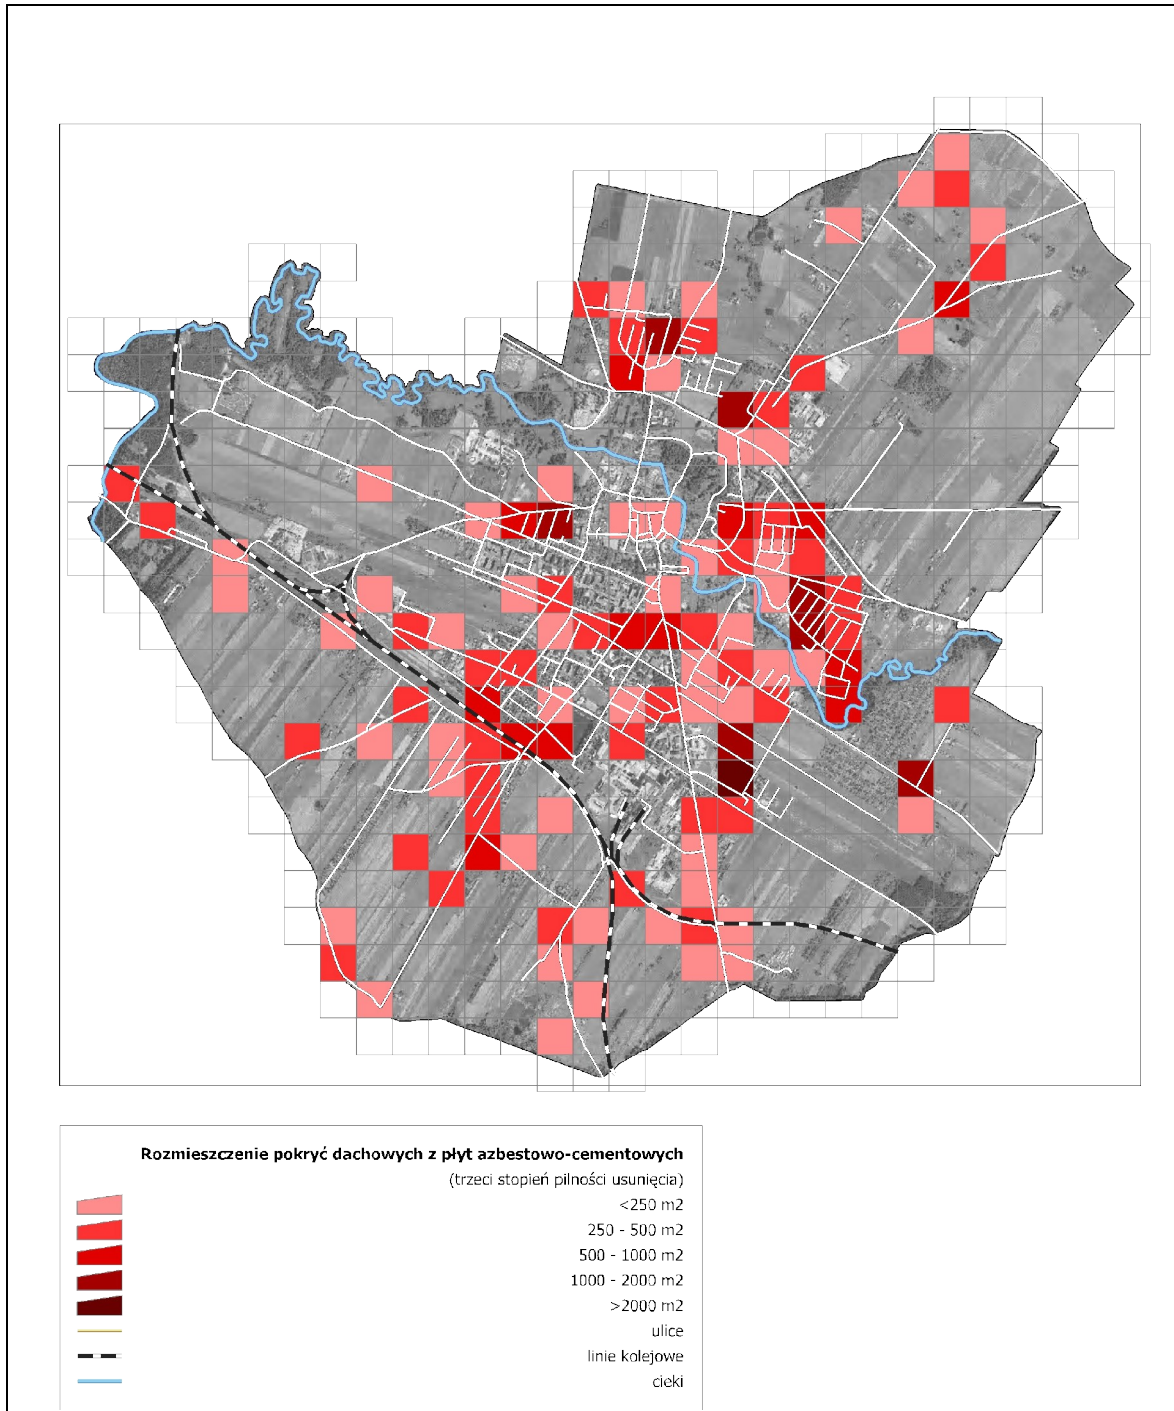 Rozmieszczenie pokryć dachowych z płyt azbestowo-cementowych
(trzeci stopień pilności usunięcia)
<250 m2
250 - 500 m2
500 - 1000 m2
1000 - 2000 m2
>2000 m2
ulice
linie kolejowe
cieki